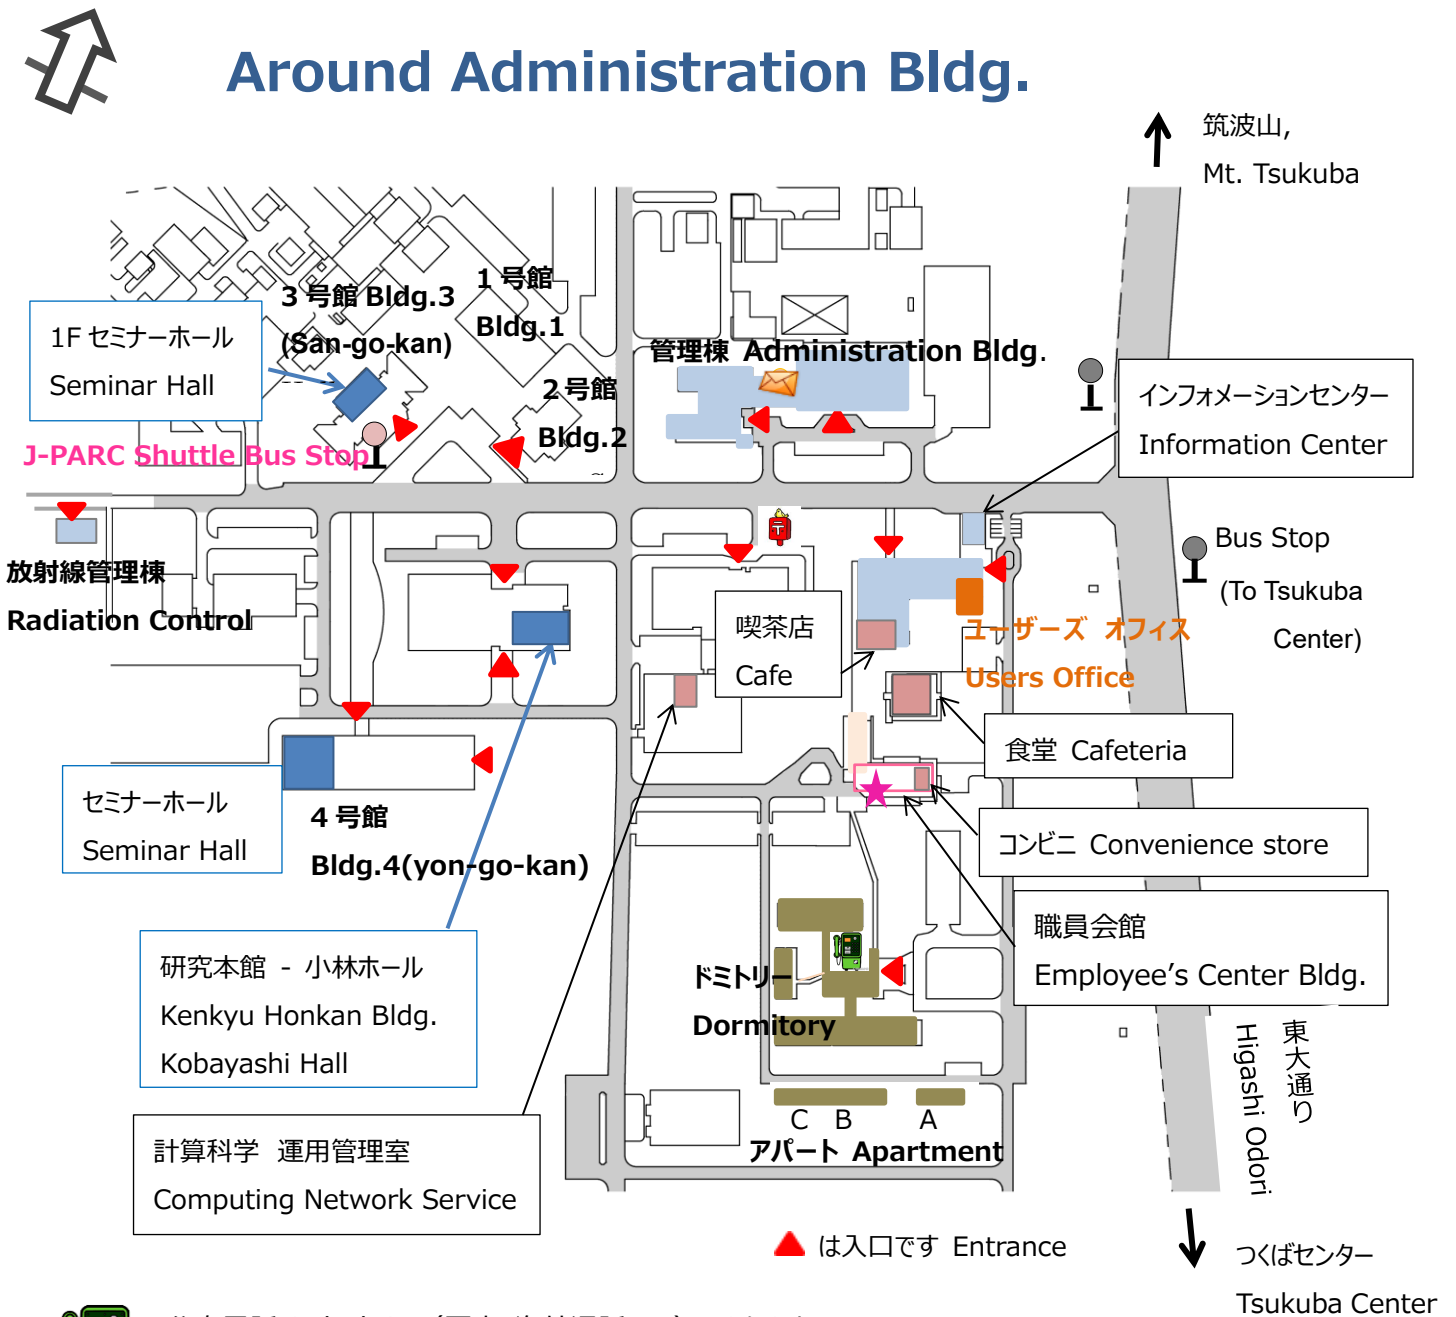 Around Administration Bldg.
筑波山,
Mt. Tsukuba
1 号館
Bldg.1
3 号館 Bldg.3
(San-go-kan)
1F セミナーホール
Seminar Hall
管理棟 Administration Bldg.
2 号館
Bldg.2
インフォメーションセンター
Information Center
J-PARC Shuttle Bus Stop
Bus Stop
(To Tsukuba
Center)
放射線管理棟
Radiation Control
喫茶店
Cafe
ユーザーズ オフィス
Users Office
食堂 Cafeteria
セミナーホール
Seminar Hall
4 号館
Bldg.4(yon-go-kan)
コンビニ Convenience store
職員会館
Employee’s Center Bldg.
研究本館 - 小林ホール
Kenkyu Honkan Bldg.
Kobayashi Hall
ドミトリー
Dormitory
東大通り
Higashi Odori
C B A
アパート Apartment
計算科学 運用管理室
Computing Network Service
は入口です Entrance
つくばセンター
Tsukuba Center